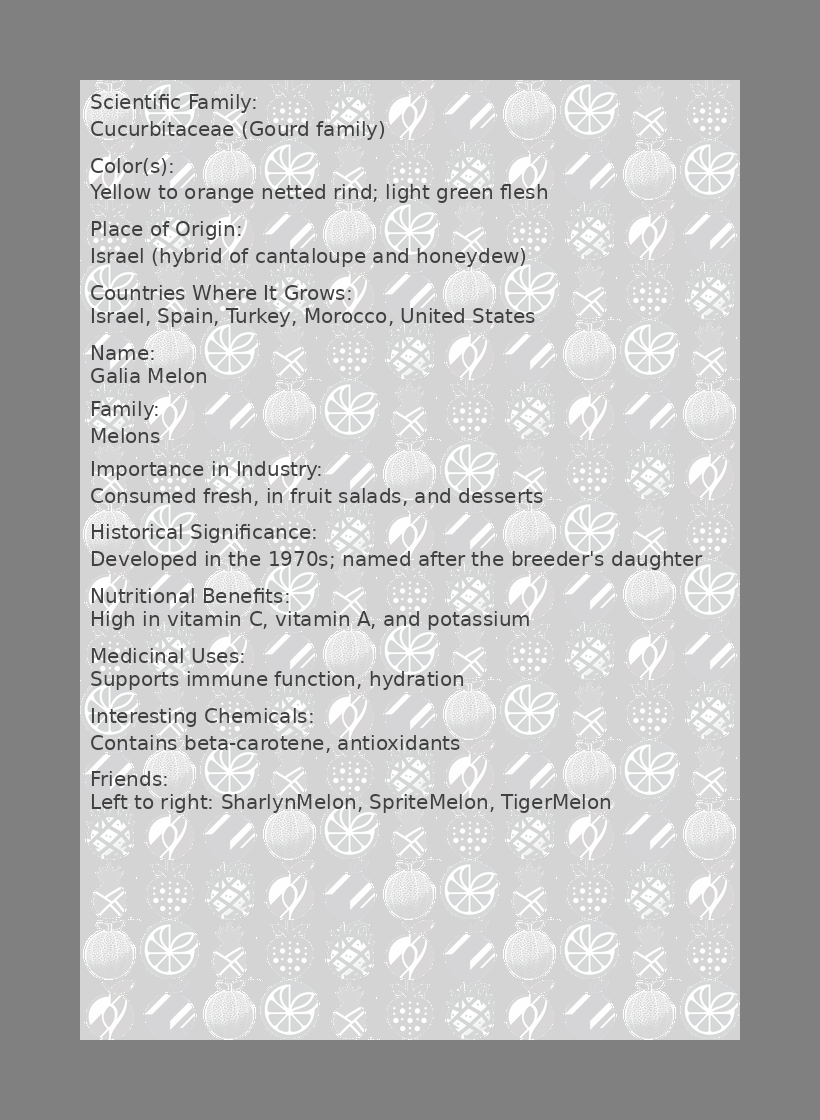 Scientific Family:
Cucurbitaceae (Gourd family)
Color(s):
Yellow to orange netted rind; light green flesh
Place of Origin:
Israel (hybrid of cantaloupe and honeydew)
Countries Where It Grows:
Israel, Spain, Turkey, Morocco, United States
Name:
Galia Melon
Family:
Melons
Importance in Industry:
Consumed fresh, in fruit salads, and desserts
Historical Significance:
Developed in the 1970s; named after the breeder's daughter
Nutritional Benefits:
High in vitamin C, vitamin A, and potassium
Medicinal Uses:
Supports immune function, hydration
Interesting Chemicals:
Contains beta-carotene, antioxidants
Friends:
Left to right: SharlynMelon, SpriteMelon, TigerMelon